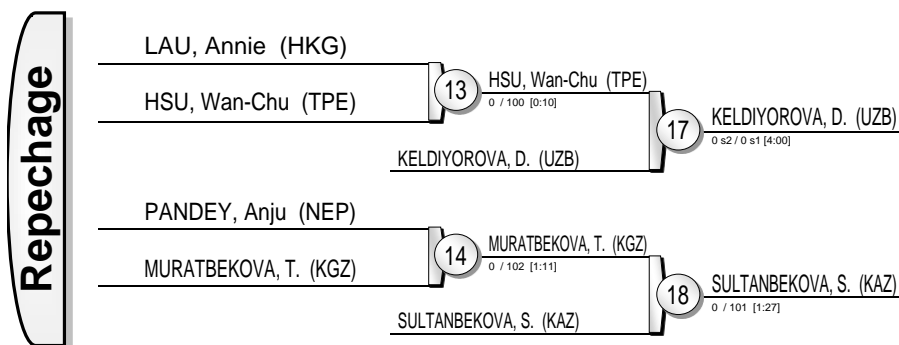 Repechage
LAU, Annie (HKG)
HSU, Wan-Chu (TPE)
13
HSU, Wan-Chu (TPE)
0 / 100 [0:10]
KELDIYOROVA, D. (UZB)
17
KELDIYOROVA, D. (UZB)
0 s2 / 0 s1 [4:00]
PANDEY, Anju (NEP)
MURATBEKOVA, T. (KGZ)
14
MURATBEKOVA, T. (KGZ)
0 / 102 [1:11]
SULTANBEKOVA, S. (KAZ)
18
SULTANBEKOVA, S. (KAZ)
0 / 101 [1:27]